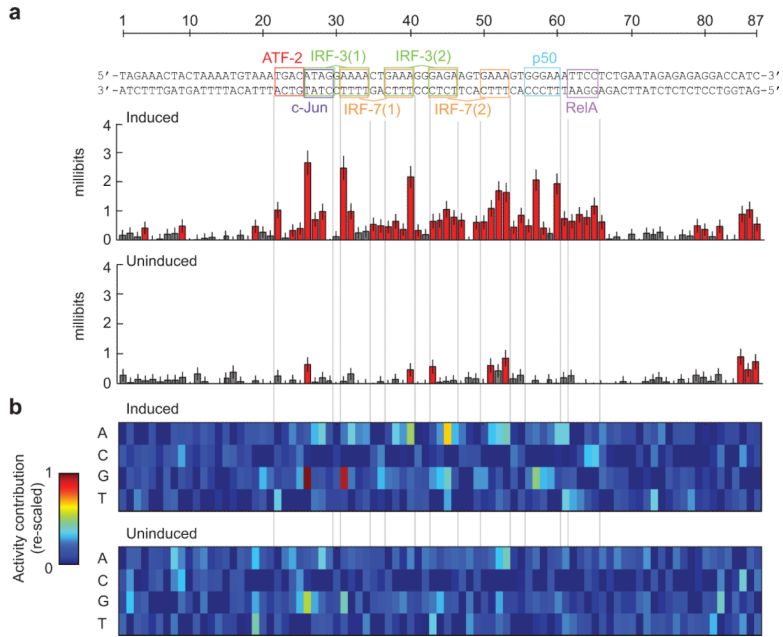 a
1 10 20 30 40 50 60 70 80 87
IRF-3(1) IRF-3(2)
ATF-2 p50
5′-TAGAAACTACTAAAATGTAAATGACATAGGAAAACTGAAAGGGAGAAGTGAAAGTGGGAAATTCCTCTGAATAGAGAGAGGACCATC-3′
3′-ATCTTTGATGATTTTACATTTACTGTATCCTTTTGACTTTCCCTCTTCACTTTCACCCTTTAAGGAGACTTATCTCTCTCCTGGTAG-5′
c-Jun IRF-7(1) IRF-7(2) RelA
Induced
millibits
4
3
2
1
0
Uninduced
millibits
4
3
2
1
0
b
Induced
A
C
G
T
Activity contribution
(re-scaled)
1
0
Uninduced
A
C
G
T